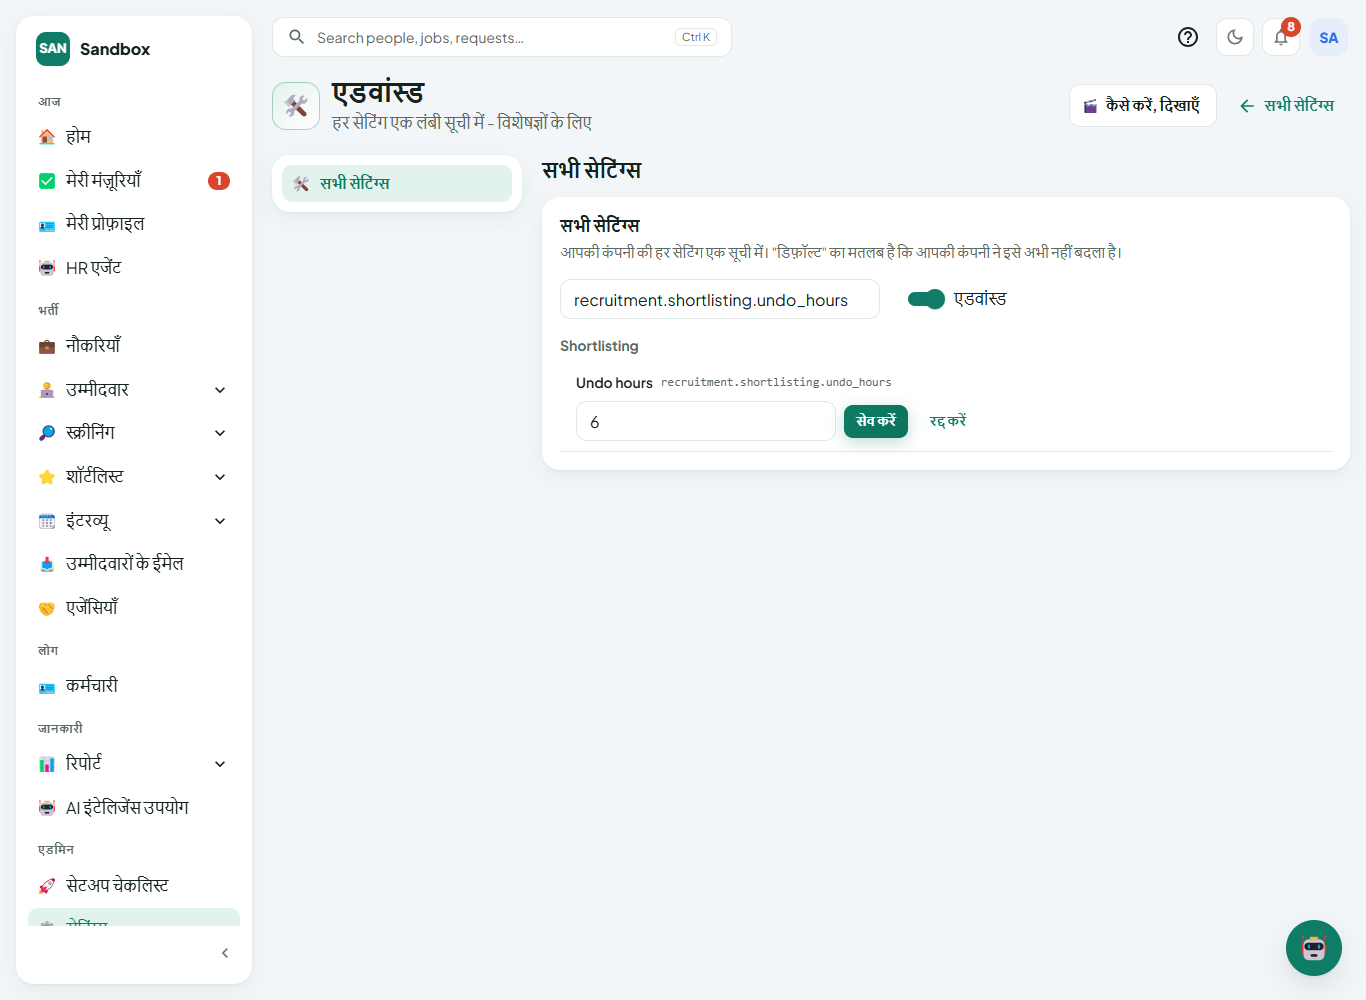 SAN Sandbox
आज
होम
मेरी मंज़ूरियाँ 1
मेरी प्रोफ़ाइल
HR एजेंट
भर्ती
नौकरियाँ
उम्मीदवार
स्क्रीनिंग
शॉर्टलिस्ट
इंटरव्यू
उम्मीदवारों के ईमेल
एजेंसियाँ
लोग
कर्मचारी
जानकारी
रिपोर्ट
AI इंटेलिजेंस उपयोग
एडमिन
सेटअप चेकलिस्ट
Search people, jobs, requests... Ctrl K
8
SA
एडवांस्ड
हर सेटिंग एक लंबी सूची में – विशेषज्ञों के लिए
कैसे करें, दिखाएँ
सभी सेटिंग्स
सभी सेटिंग्स
सभी सेटिंग्स
सभी सेटिंग्स
आपकी कंपनी की हर सेटिंग एक सूची में। "डिफ़ॉल्ट" का मतलब है कि आपकी कंपनी ने इसे अभी नहीं बदला है।
recruitment.shortlisting.undo_hours
एडवांस्ड
Shortlisting
Undo hours recruitment.shortlisting.undo_hours
6 सेव करें रद्द करें